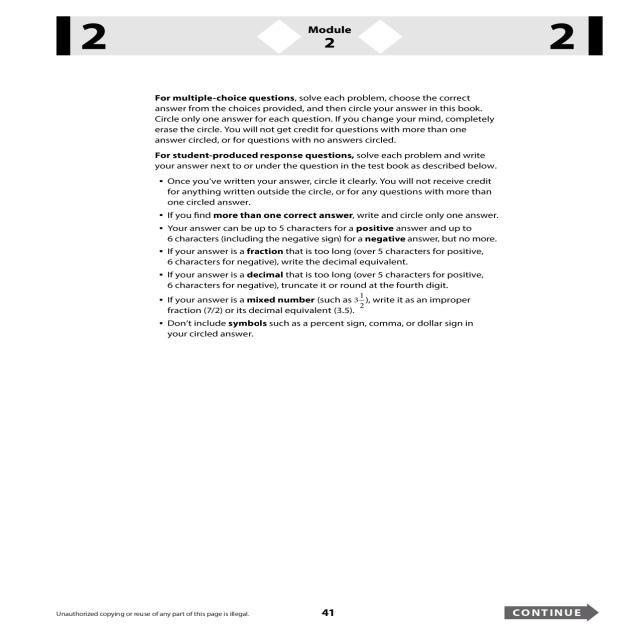 2 Module 2
2
For multiple-choice questions, solve each problem, choose the correct
answer from the choices provided, and then circle your answer in this book.
Circle only one answer for each question. If you change your mind, completely
erase the circle. You will not get credit for questions with more than one
answer circled, or for questions with no answers circled.
For student-produced response questions, solve each problem and write
your answer next to or under the question in the test book as described below.
• Once you've written your answer, circle it clearly. You will not receive credit
for anything written outside the circle, or for any questions with more than
one circled answer.
• If you find more than one correct answer, write and circle only one answer.
• Your answer can be up to 5 characters for a positive answer and up to
6 characters (including the negative sign) for a negative answer, but no more.
• If your answer is a fraction that is too long (over 5 characters for positive,
6 characters for negative), write the decimal equivalent.
• If your answer is a decimal that is too long (over 5 characters for positive,
6 characters for negative), truncate it or round at the fourth digit.
• If your answer is a mixed number (such as 3 1/2), write it as an improper
fraction (7/2) or its decimal equivalent (3.5).
• Don't include symbols such as a percent sign, comma, or dollar sign in
your circled answer.
Unauthorized copying or reuse of any part of this page is illegal. 41 CONTINUE